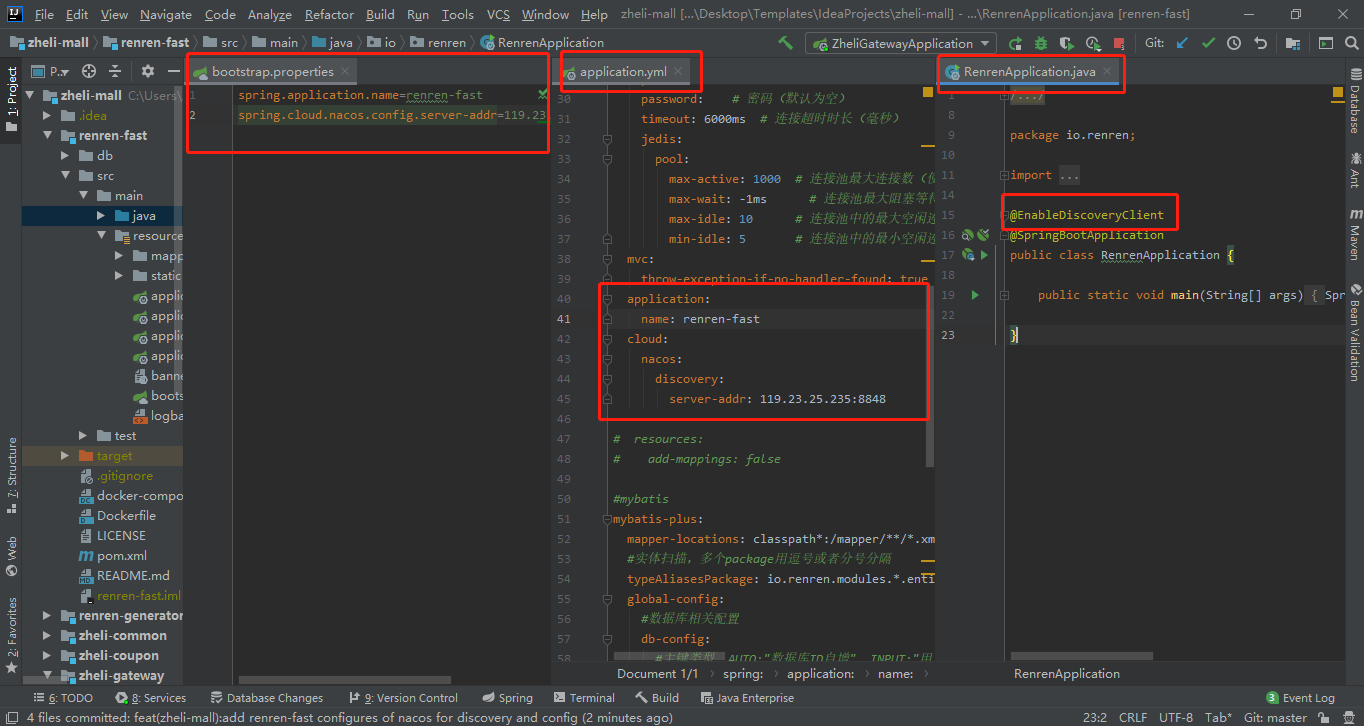 File Edit View Navigate Code Analyze Refactor Build Run Tools VCS Window Help zheli-mall [...\Desktop\Templates\IdeaProjects\zheli-mall] - ...\RenrenApplication.java [renren-fast]
zheli-mall renren-fast src main java io renren RenrenApplication ZheliGatewayApplication Git:
1: Project
P..
zheli-mall C:\Users\
.idea
renren-fast
db
src
main
java
resource
mapp
static
applic
applic
applic
applic
banne
boots
logba
test
target
.gitignore
docker-compo
Dockerfile
LICENSE
pom.xml
README.md
renren-fast.iml
renren-generator
zheli-common
zheli-coupon
zheli-gateway
7: Structure
Web
2: Favorites
bootstrap.properties
1 spring.application.name=renren-fast
2 spring.cloud.nacos.config.server-addr=119.23
application.yml
30 password: # 密码（默认为空）
31 timeout: 6000ms # 连接超时时长（毫秒）
32 jedis:
33 pool:
34 max-active: 1000 # 连接池最大连接数（使
35 max-wait: -1ms # 连接池最大阻塞等待
36 max-idle: 10 # 连接池中的最大空闲连
37 min-idle: 5 # 连接池中的最小空闲连
38 mvc:
39 throw-exception-if-no-handler-found: true
40 application:
41 name: renren-fast
42 cloud:
43 nacos:
44 discovery:
45 server-addr: 119.23.25.235:8848
46
47 # resources:
48 # add-mappings: false
49
50 #mybatis
51 mybatis-plus:
52 mapper-locations: classpath*:/mapper/**/*.xm
53 #实体扫描，多个package用逗号或者分号分隔
54 typeAliasesPackage: io.renren.modules.*.enti
55 global-config:
56 #数据库相关配置
57 db-config:
58 #主键类型 AUTO:"数据库ID自增", INPUT:"用
Document 1/1 spring: application: name:
RenrenApplication.java
1 /.../
8
9 package io.renren;
10
11 import ...
14
15 @EnableDiscoveryClient
16 @SpringBootApplication
17 public class RenrenApplication {
18
19 public static void main(String[] args) { Spr
22
23 }
RenrenApplication
Database
Ant
Maven
Bean Validation
6: TODO 8: Services Database Changes 9: Version Control Spring Terminal Build Java Enterprise 3 Event Log
4 files committed: feat(zheli-mall):add renren-fast configures of nacos for discovery and config (2 minutes ago) 23:2 CRLF UTF-8 Tab* Git: master